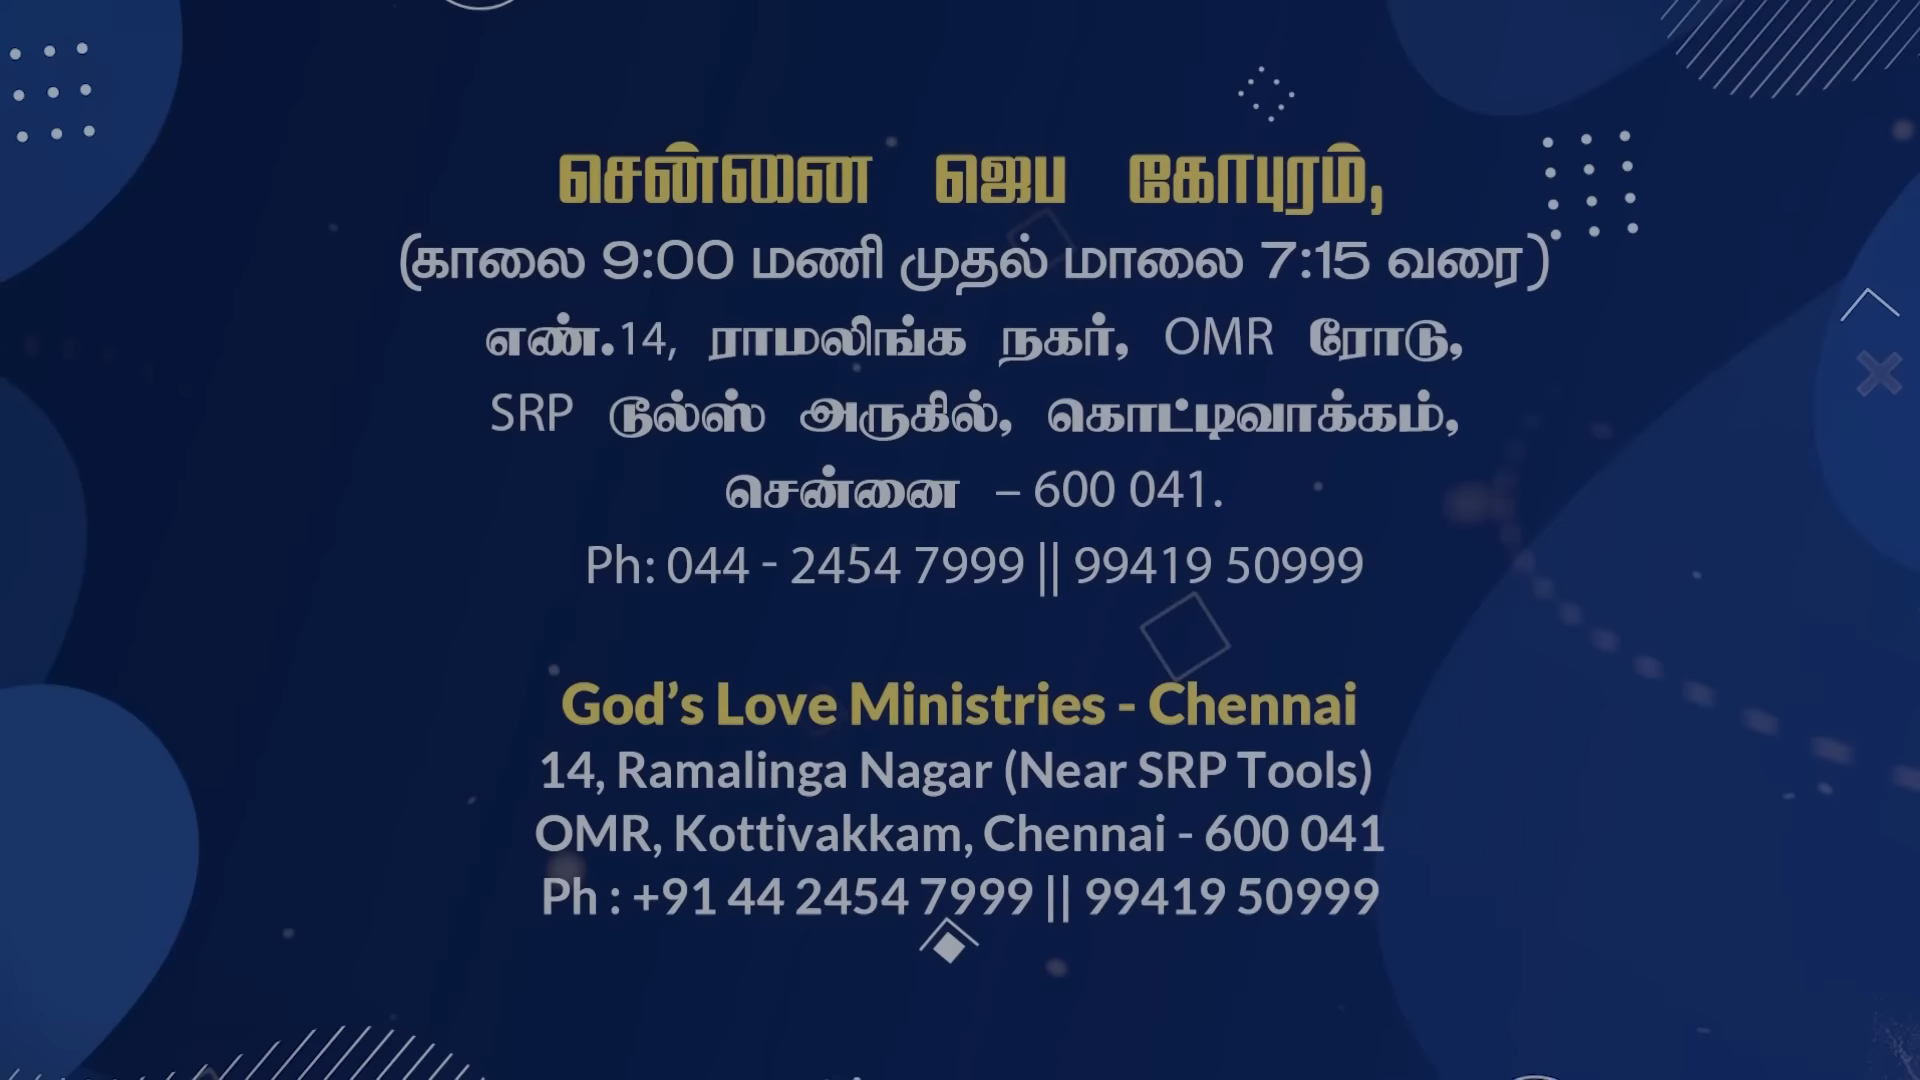 சென்னை ஜெப கோபுரம்,
(காலை 9:00 மணி முதல் மாலை 7:15 வரை)
எண்.14, ராமலிங்க நகர், OMR ரோடு,
SRP டூல்ஸ் அருகில், கொட்டிவாக்கம்,
சென்னை – 600 041.
Ph: 044 - 2454 7999 || 99419 50999
God’s Love Ministries - Chennai
14, Ramalinga Nagar (Near SRP Tools)
OMR, Kottivakkam, Chennai - 600 041
Ph : +91 44 2454 7999 || 99419 50999